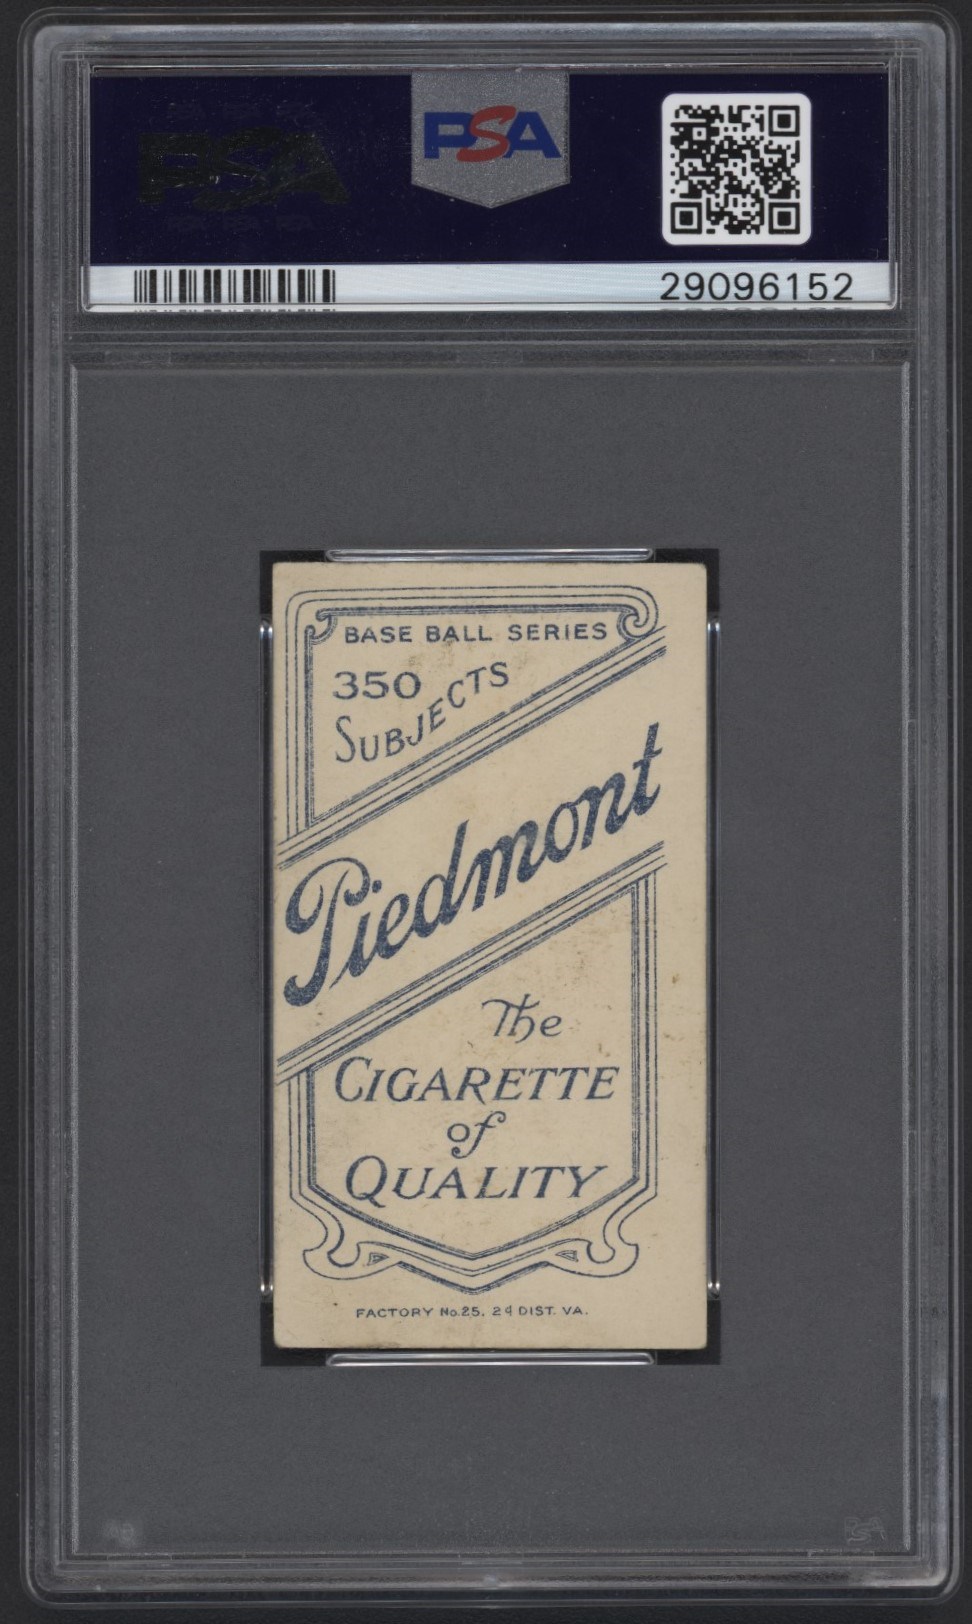 PSA
29096152
BASE BALL SERIES
350
SUBJECTS
Piedmont
The
CIGARETTE
of
QUALITY
FACTORY No.25. 2d DIST. VA.